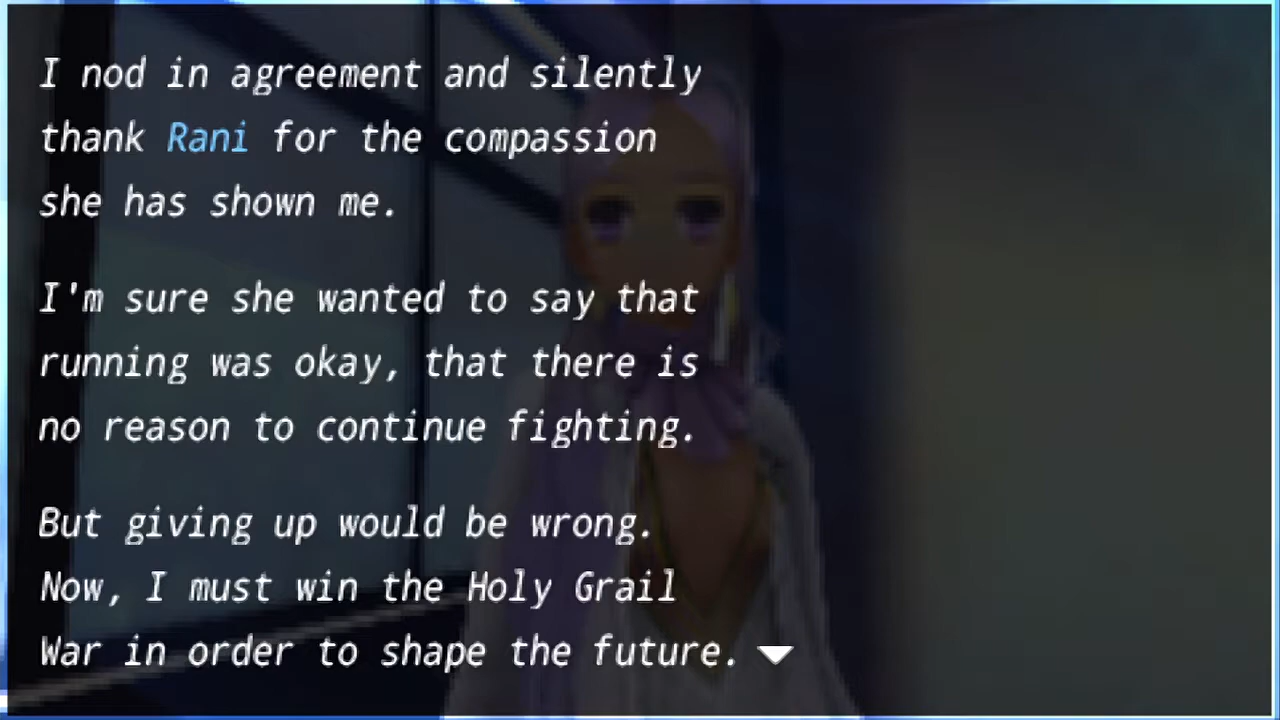 I nod in agreement and silently
thank Rani for the compassion
she has shown me.
I'm sure she wanted to say that
running was okay, that there is
no reason to continue fighting.
But giving up would be wrong.
Now, I must win the Holy Grail
War in order to shape the future.